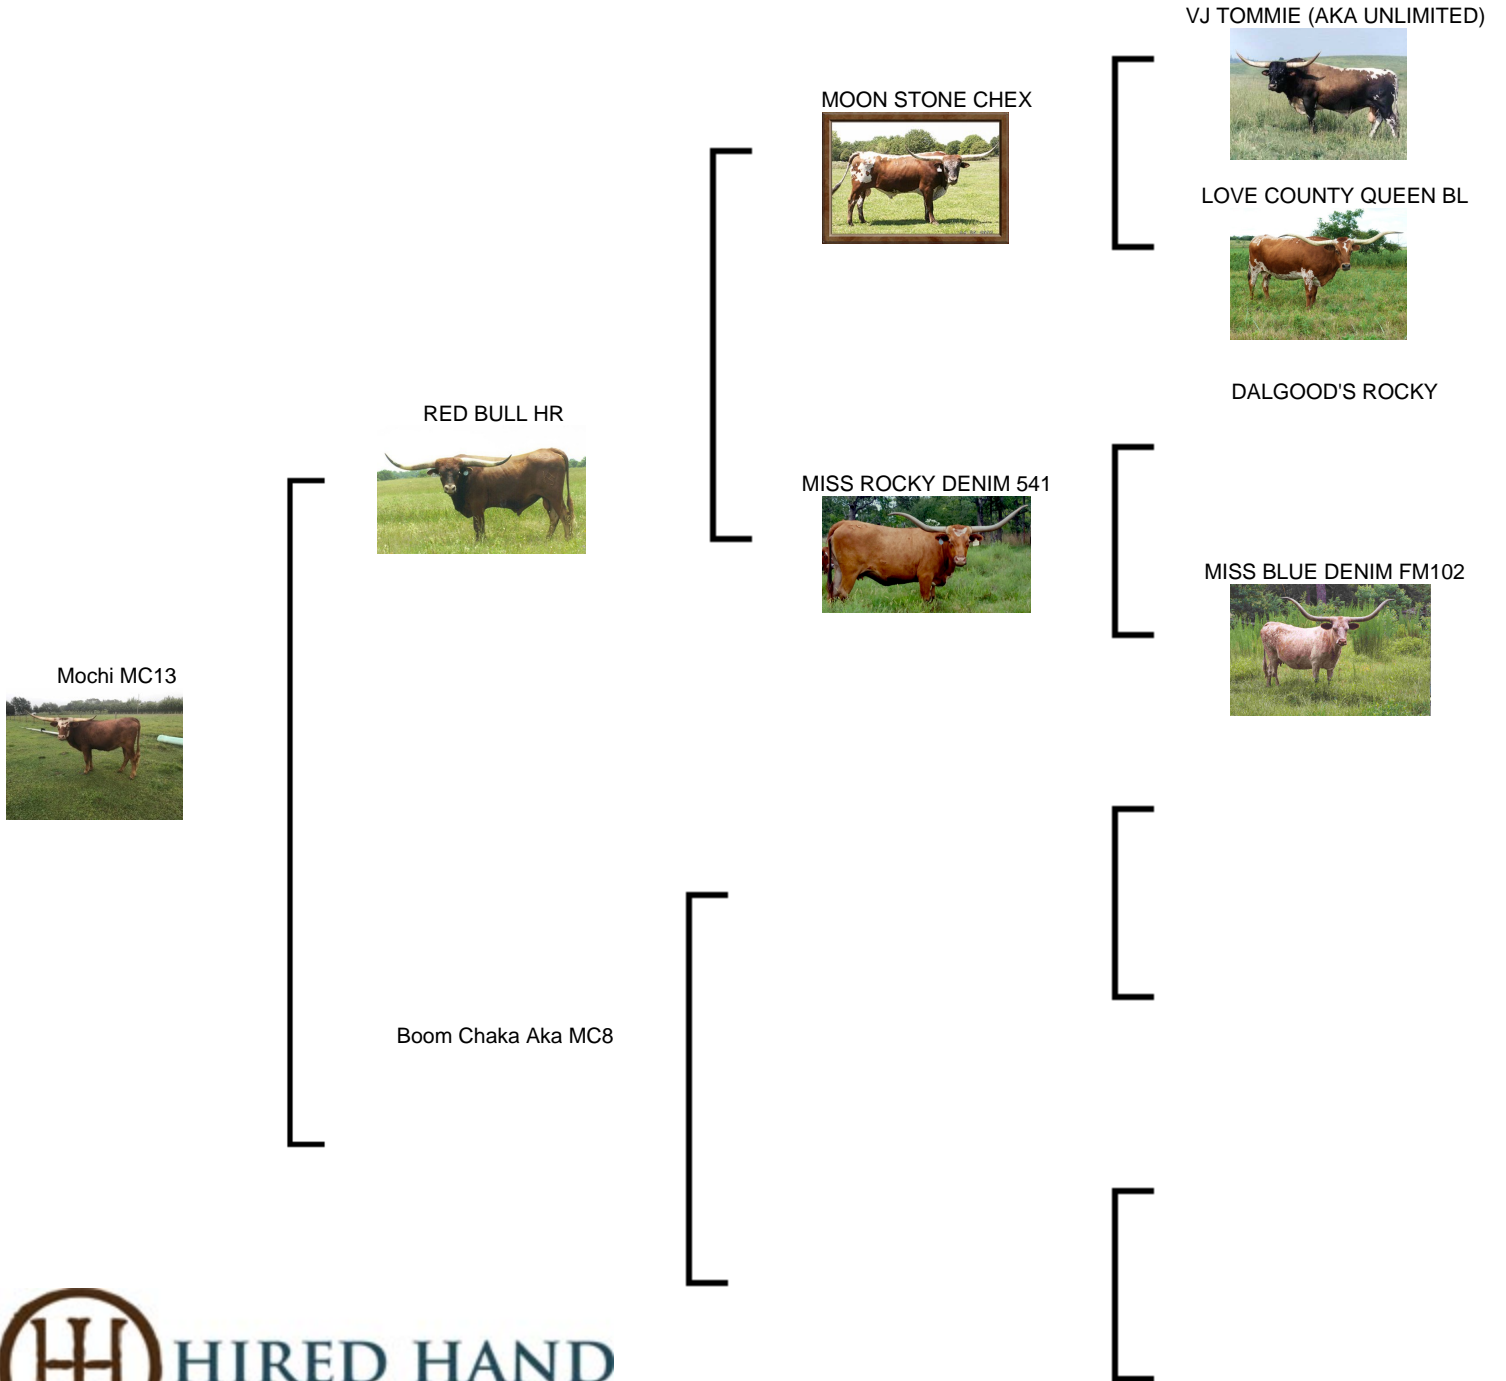 VJ TOMMIE (AKA UNLIMITED)
MOON STONE CHEX
LOVE COUNTY QUEEN BL
DALGOOD'S ROCKY
RED BULL HR
MISS ROCKY DENIM 541
MISS BLUE DENIM FM102
Mochi MC13
Boom Chaka Aka MC8
HIRED HAND